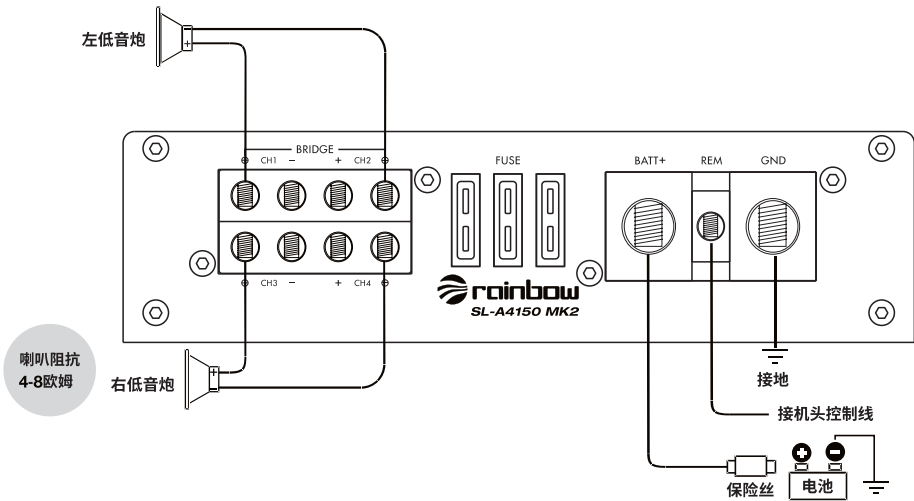 左低音炮
BRIDGE
CH1 − + CH2
FUSE
BATT+ REM GND
CH3 − + CH4
rainbow
SL-A4150 MK2
喇叭阻抗
4-8欧姆
右低音炮
接地
接机头控制线
保险丝
电池